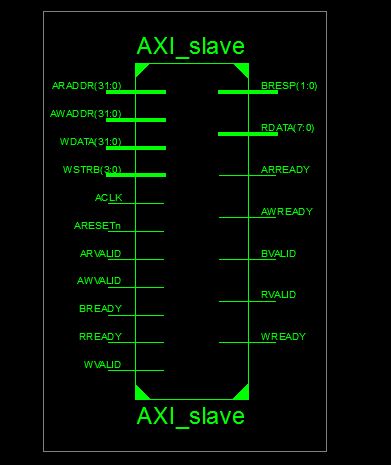 AXI_slave
ARADDR(31:0)
AWADDR(31:0)
WDATA(31:0)
WSTRB(3:0)
ACLK
ARESETn
ARVALID
AWVALID
BREADY
RREADY
WVALID
BRESP(1:0)
RDATA(7:0)
ARREADY
AWREADY
BVALID
RVALID
WREADY
AXI_slave